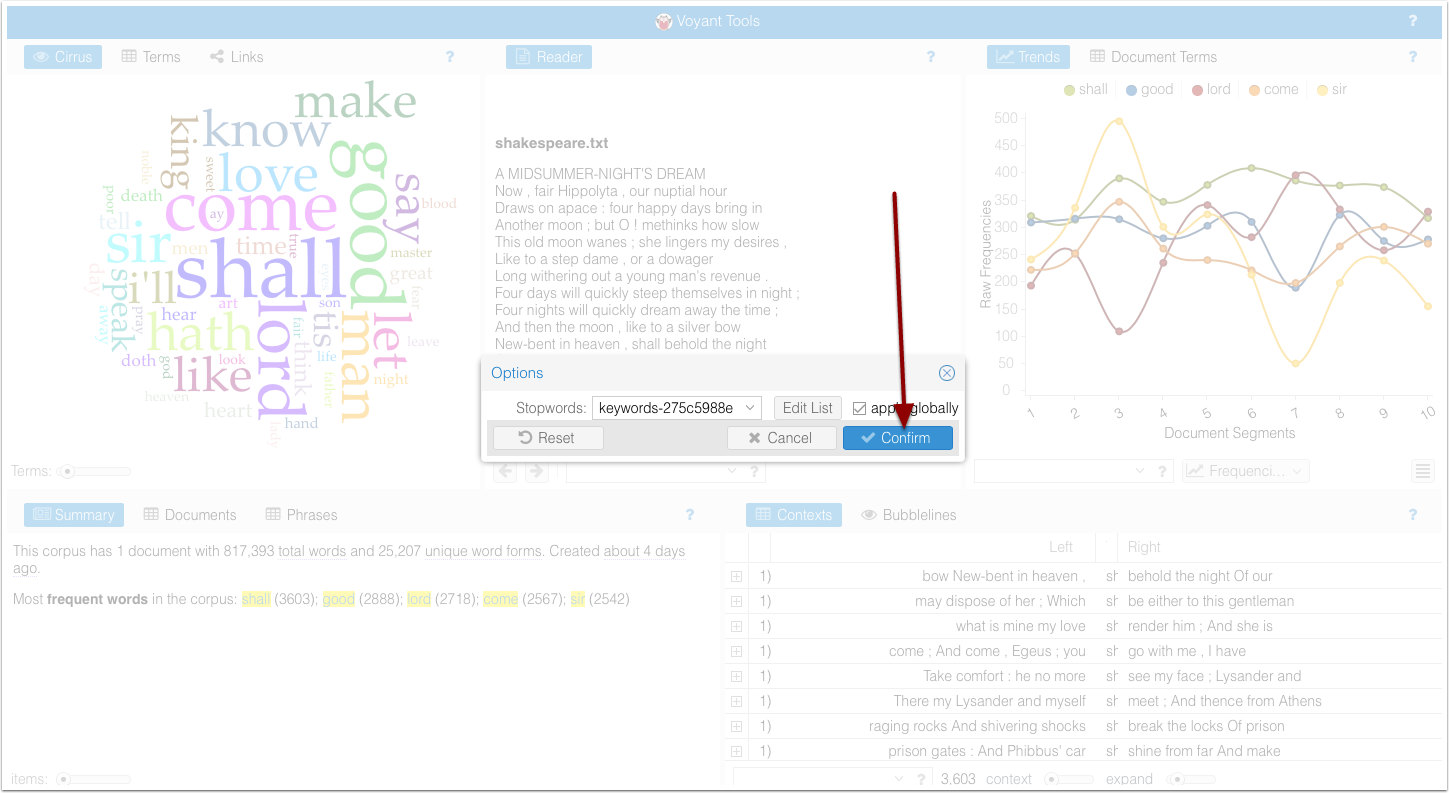 Voyant Tools
?
Cirrus
Terms
Links
?
make
know
king
good
noble
sweet
love
say
poor
death
come
ay
blood
tell
sir
men
time
true
master
day
speak
i'll
shall
eyes
great
fear
art
son
away
pray
hear
hath
lord
fair
tis
man
let
leave
doth
god
look
think
life
like
night
heaven
heart
father
lady
hand
Terms:
Reader
?
shakespeare.txt
A MIDSUMMER-NIGHT'S DREAM
Now , fair Hippolyta , our nuptial hour
Draws on apace : four happy days bring in
Another moon ; but O ! methinks how slow
This old moon wanes ; she lingers my desires ,
Like to a step dame , or a dowager
Long withering out a young man's revenue .
Four days will quickly steep themselves in night ;
Four nights will quickly dream away the time ;
And then the moon , like to a silver bow
New-bent in heaven , shall behold the night
?
Trends
Document Terms
?
shall good lord come sir
Raw Frequencies
500
450
400
350
300
250
200
150
100
50
0
1 2 3 4 5 6 7 8 9 10
Document Segments
?
Frequenci...
Options
Stopwords: keywords-275c5988e Edit List apply globally
Reset Cancel Confirm
Summary
Documents
Phrases
?
This corpus has 1 document with 817,393 total words and 25,207 unique word forms. Created about 4 days
ago.
Most frequent words in the corpus: shall (3603); good (2888); lord (2718); come (2567); sir (2542)
items:
Contexts
Bubblelines
?
Left Right
1) bow New-bent in heaven , sh behold the night Of our
1) may dispose of her ; Which sh be either to this gentleman
1) what is mine my love sh render him ; And she is
1) come ; And come , Egeus ; you sh go with me , I have
1) Take comfort : he no more sh see my face ; Lysander and
1) There my Lysander and myself sh meet ; And thence from Athens
1) raging rocks And shivering shocks sh break the locks Of prison
1) prison gates : And Phibbus' car sh shine from far And make
? 3,603 context expand